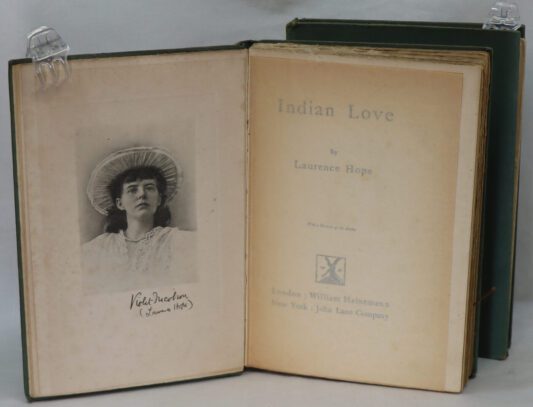 Violet Nicolson
(Laurence Hope)
Indian Love
By
Laurence Hope
London : William Heinemann
New York : John Lane Company